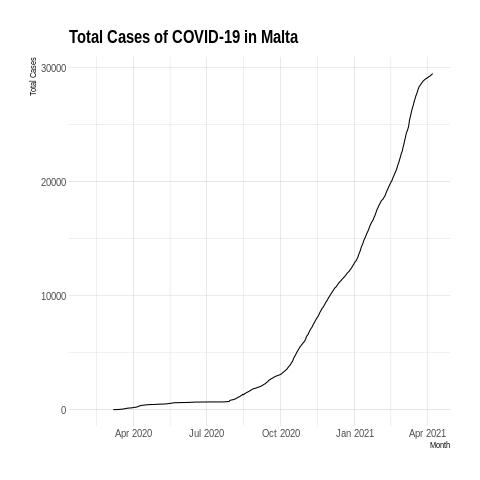 Total Cases of COVID-19 in Malta
Total Cases
30000
20000
10000
0
Apr 2020 Jul 2020 Oct 2020 Jan 2021 Apr 2021
Month